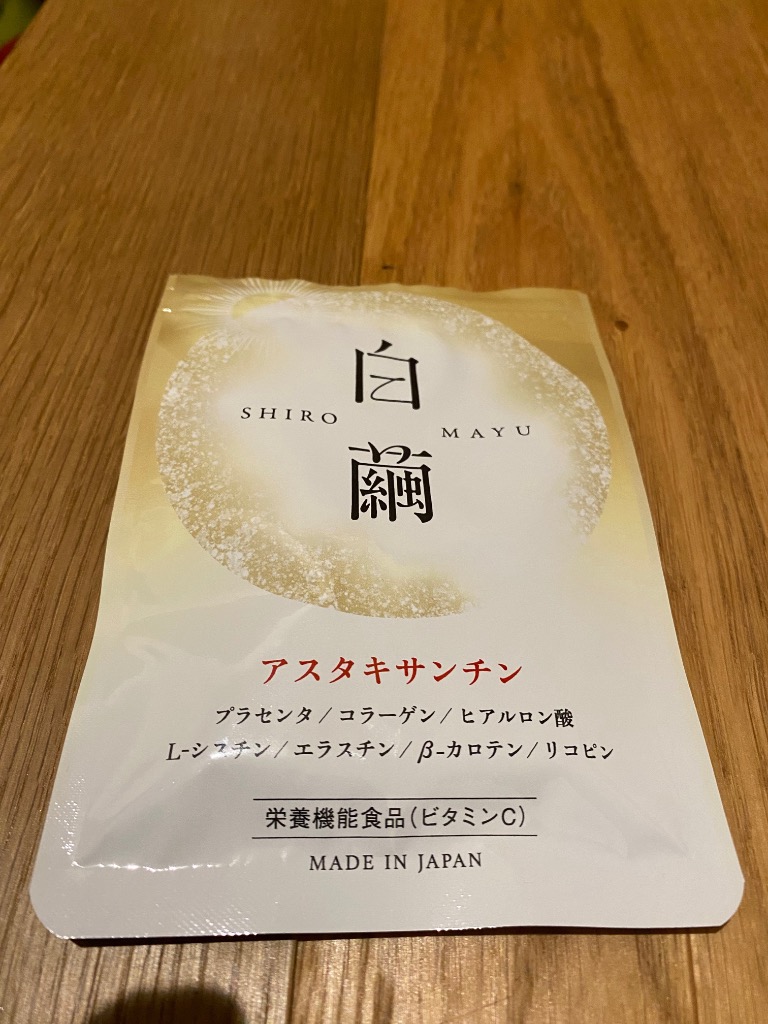 白
SHIRO MAYU
繭
アスタキサンチン
プラセンタ/コラーゲン/ヒアルロン酸
L-シスチン/エラスチン/β-カロテン/リコピン
栄養機能食品(ビタミンC)
MADE IN JAPAN